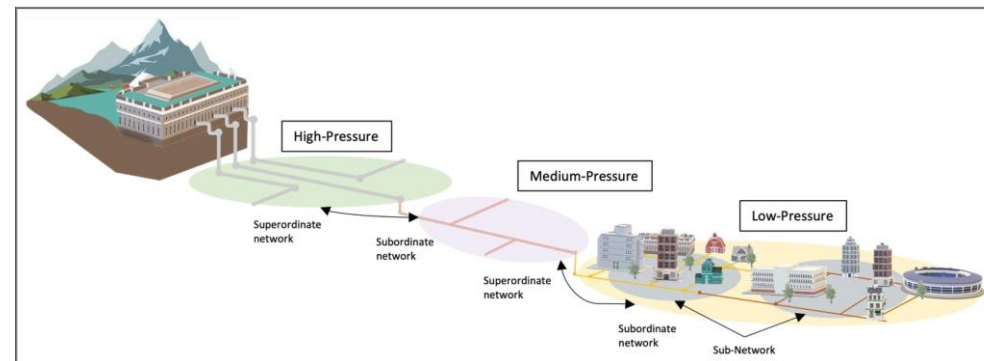 High-Pressure
Medium-Pressure
Low-Pressure
Superordinate
network
Subordinate
network
Superordinate
network
Subordinate
network
Sub-Network